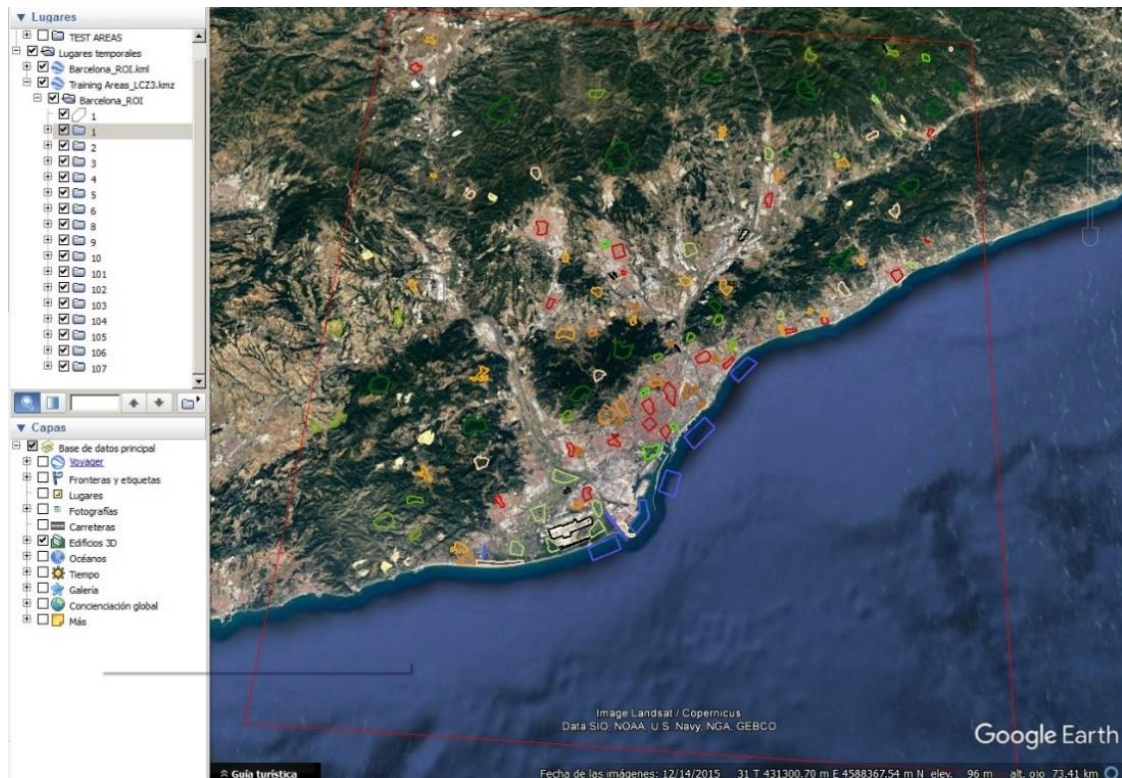 Lugares
TEST AREAS
Lugares temporales
Barcelona_ROI.kml
Training Areas_LCZ3.kmz
Barcelona_ROI
1
1
2
3
4
5
6
8
9
10
101
102
103
104
105
106
107
Capas
Base de datos principal
Voyager
Fronteras y etiquetas
Lugares
Fotografías
Carreteras
Edificios 3D
Océanos
Tiempo
Galería
Concienciación global
Más
Image Landsat / Copernicus
Data SIO, NOAA, U.S. Navy, NGA, GEBCO
Google Earth
Guía turística
Fecha de las imágenes: 12/14/2015 31 T 431300.70 m E 4588367.54 m N elev. 96 m alt. ojo 73.41 km